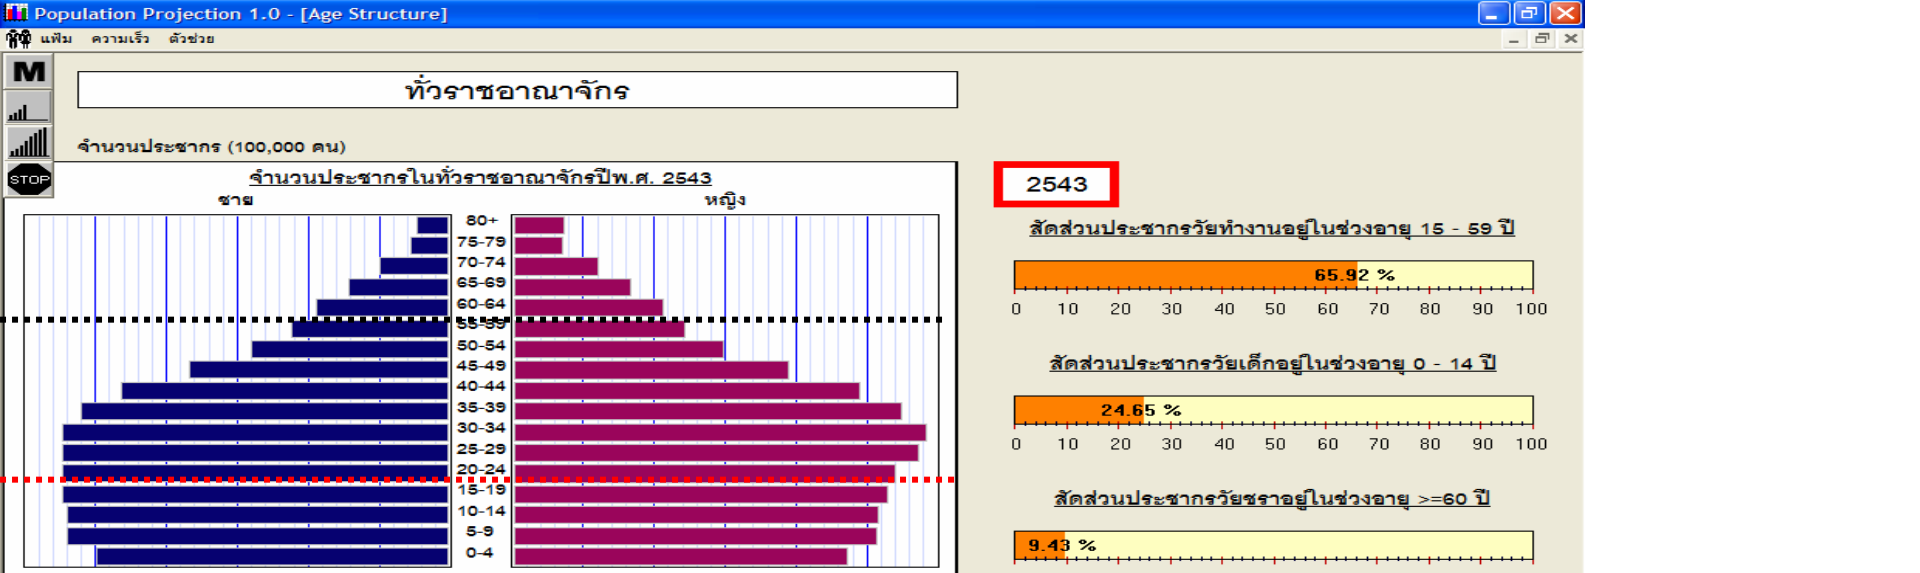 Population Projection 1.0 - [Age Structure]
แฟ้ม ความเร็ว ตัวช่วย
M
ทั่วราชอาณาจักร
จำนวนประชากร (100,000 คน)
STOP
จำนวนประชากรในทั่วราชอาณาจักรปีพ.ศ. 2543
ชาย หญิง
80+
75-79
70-74
65-69
60-64
55-59
50-54
45-49
40-44
35-39
30-34
25-29
20-24
15-19
10-14
5-9
0-4
2543
สัดส่วนประชากรวัยทำงานอยู่ในช่วงอายุ 15 - 59 ปี
65.92 %
0 10 20 30 40 50 60 70 80 90 100
สัดส่วนประชากรวัยเด็กอยู่ในช่วงอายุ 0 - 14 ปี
24.65 %
0 10 20 30 40 50 60 70 80 90 100
สัดส่วนประชากรวัยชราอยู่ในช่วงอายุ >=60 ปี
9.43 %